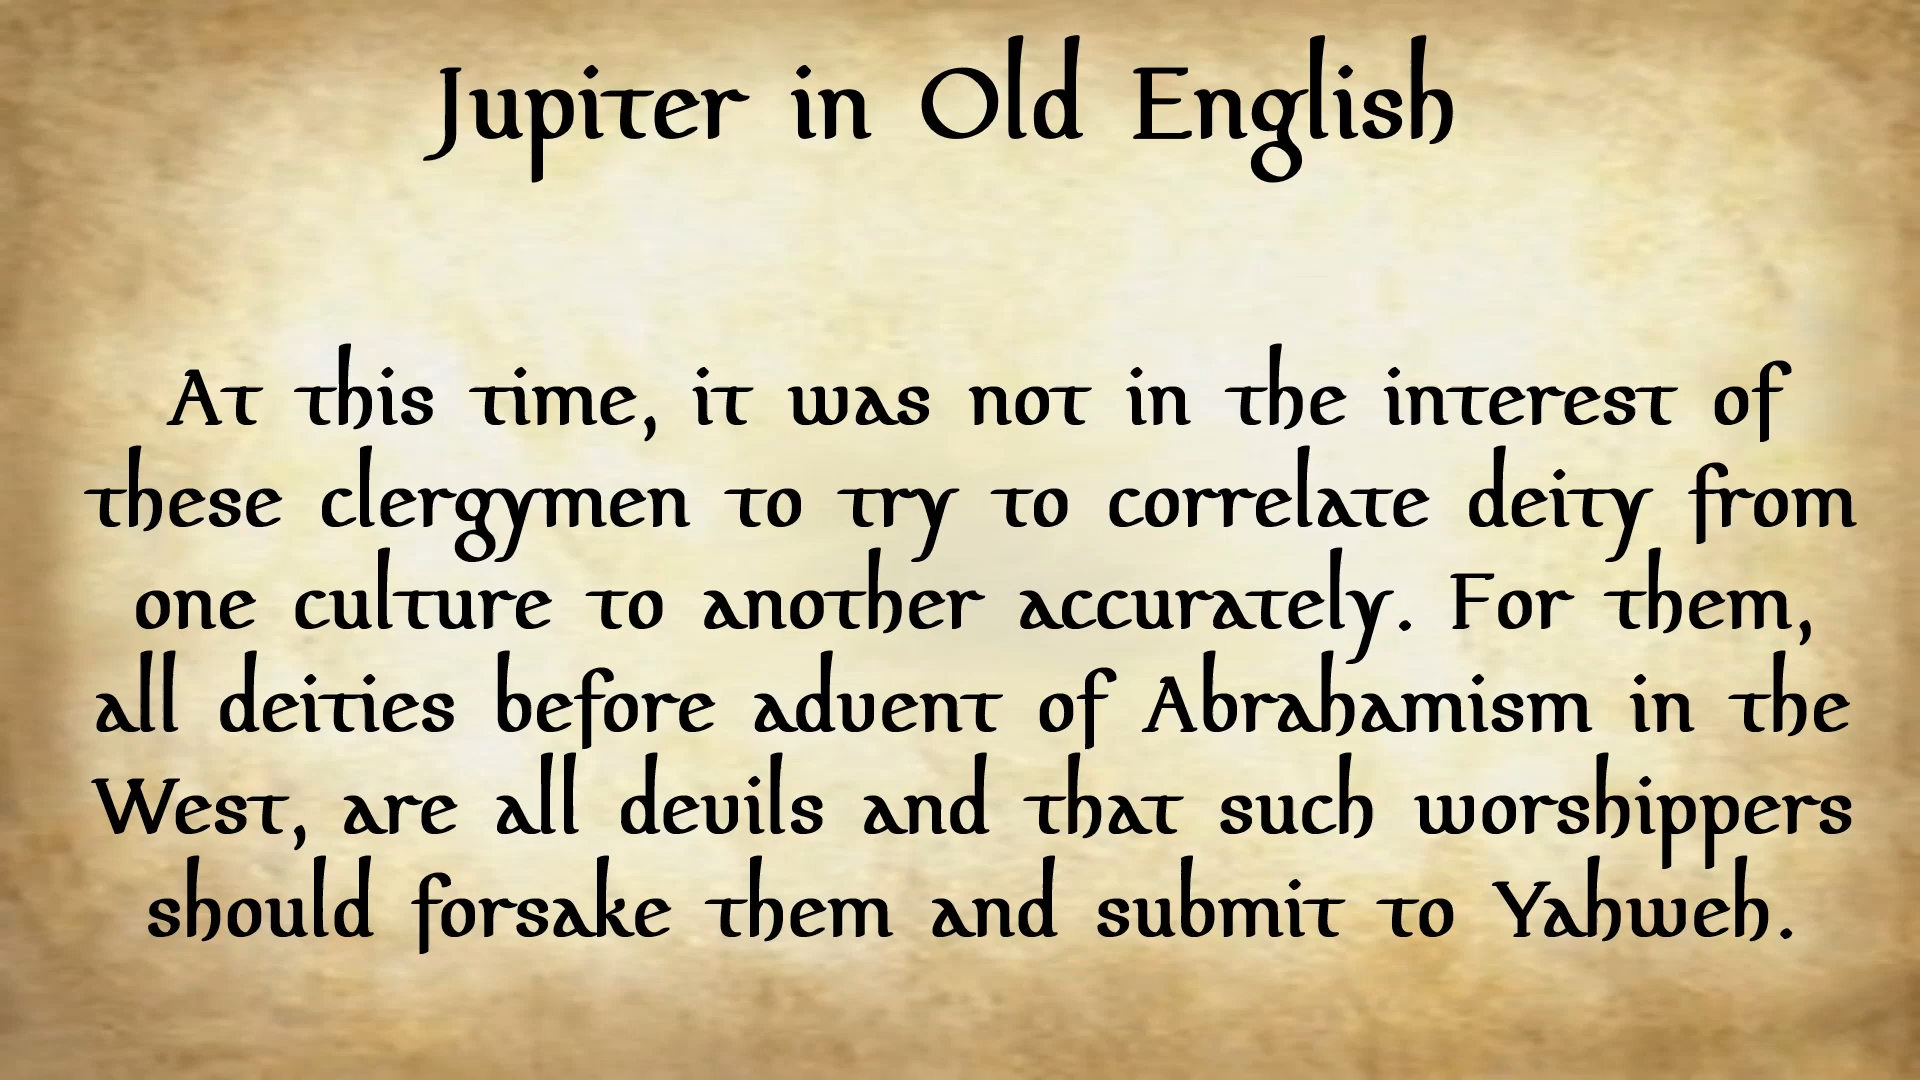 Jupiter in Old English
At this time, it was not in the interest of
these clergymen to try to correlate deity from
one culture to another accurately. For them,
all deities before advent of Abrahamism in the
West, are all devils and that such worshippers
should forsake them and submit to Yahweh.